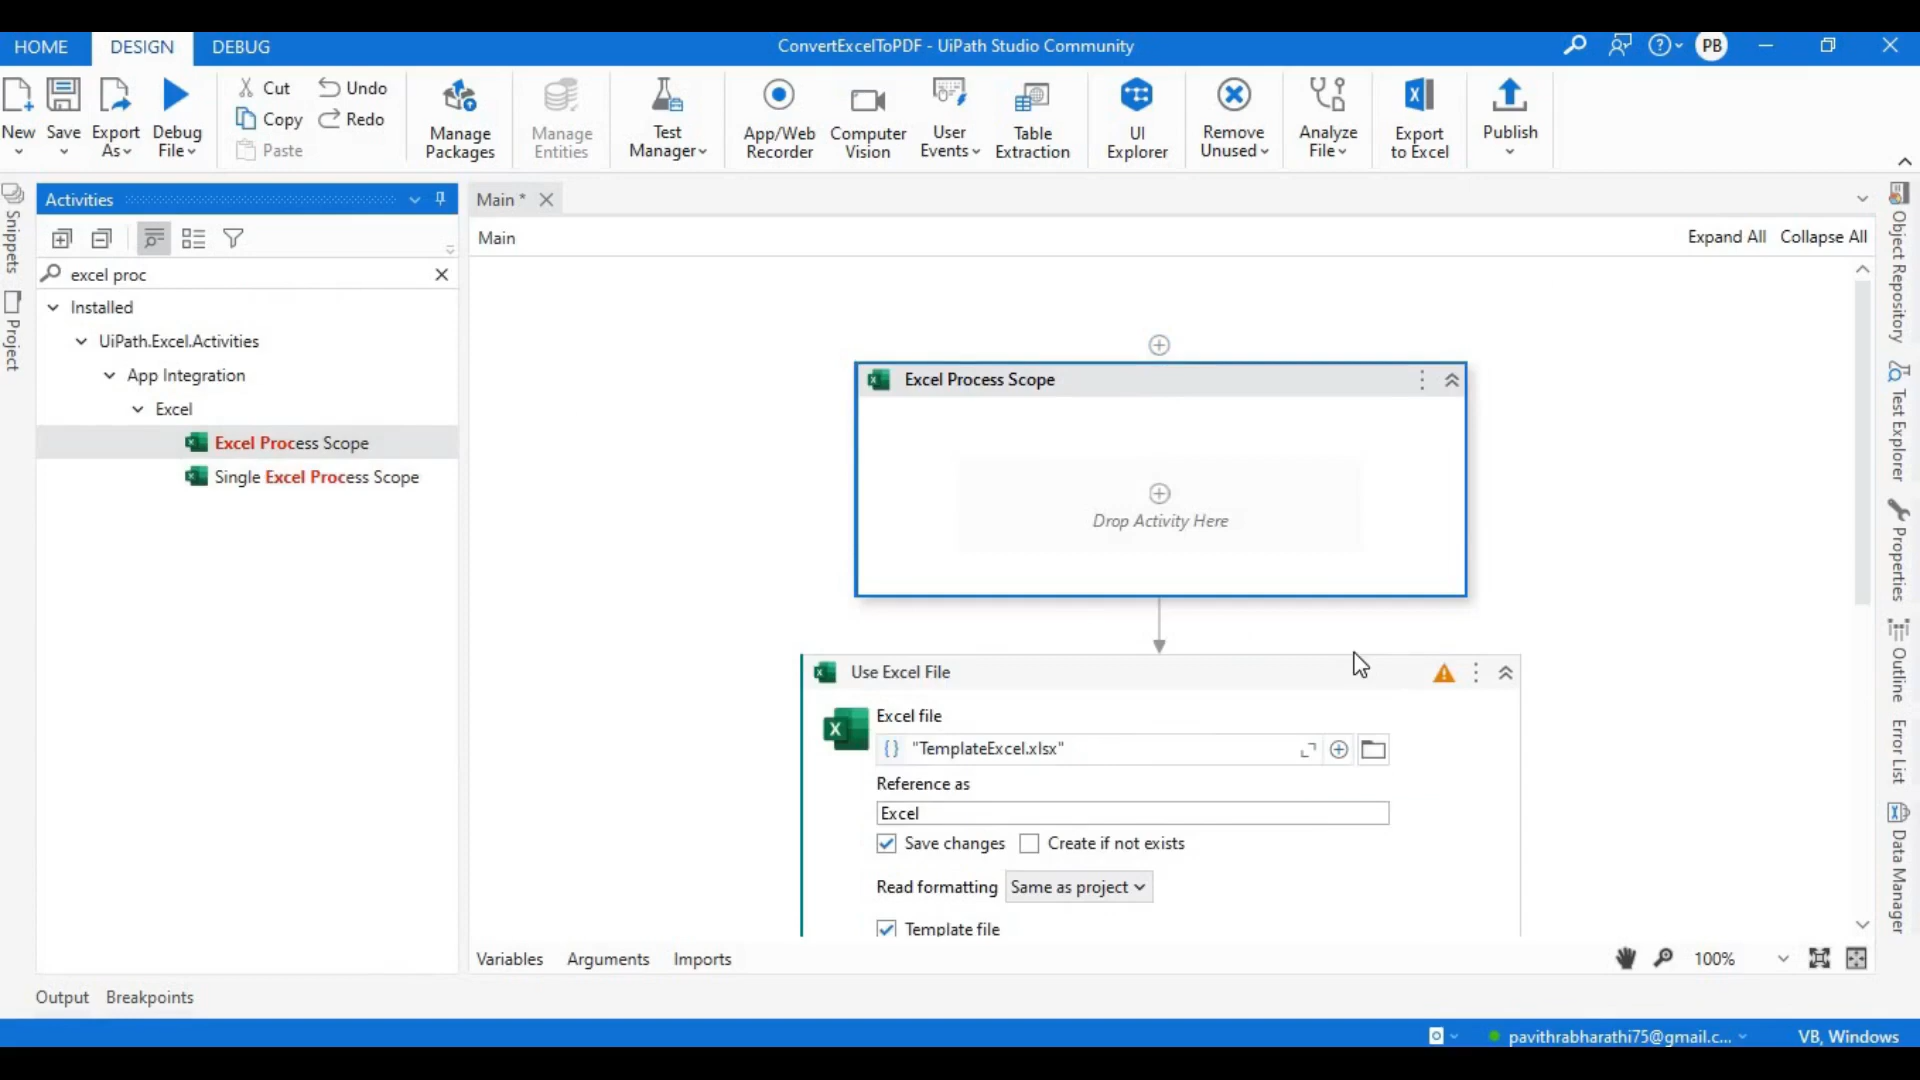 HOME DESIGN DEBUG
ConvertExcelToPDF - UiPath Studio Community
PB
New
Save
Export As
Debug File
Cut
Copy
Paste
Undo
Redo
Manage Packages
Manage Entities
Test Manager
App/Web Recorder
Computer Vision
User Events
Table Extraction
UI Explorer
Remove Unused
Analyze File
Export to Excel
Publish
Snippets
Project
Activities
excel proc
Installed
UiPath.Excel.Activities
App Integration
Excel
Excel Process Scope
Single Excel Process Scope
Main *
Main
Expand All Collapse All
Excel Process Scope
Drop Activity Here
Use Excel File
Excel file
"TemplateExcel.xlsx"
Reference as
Excel
Save changes Create if not exists
Read formatting Same as project
Template file
Variables Arguments Imports
100%
Object Repository
Test Explorer
Properties
Outline
Error List
Data Manager
Output Breakpoints
pavithrabharathi75@gmail.c...
VB, Windows